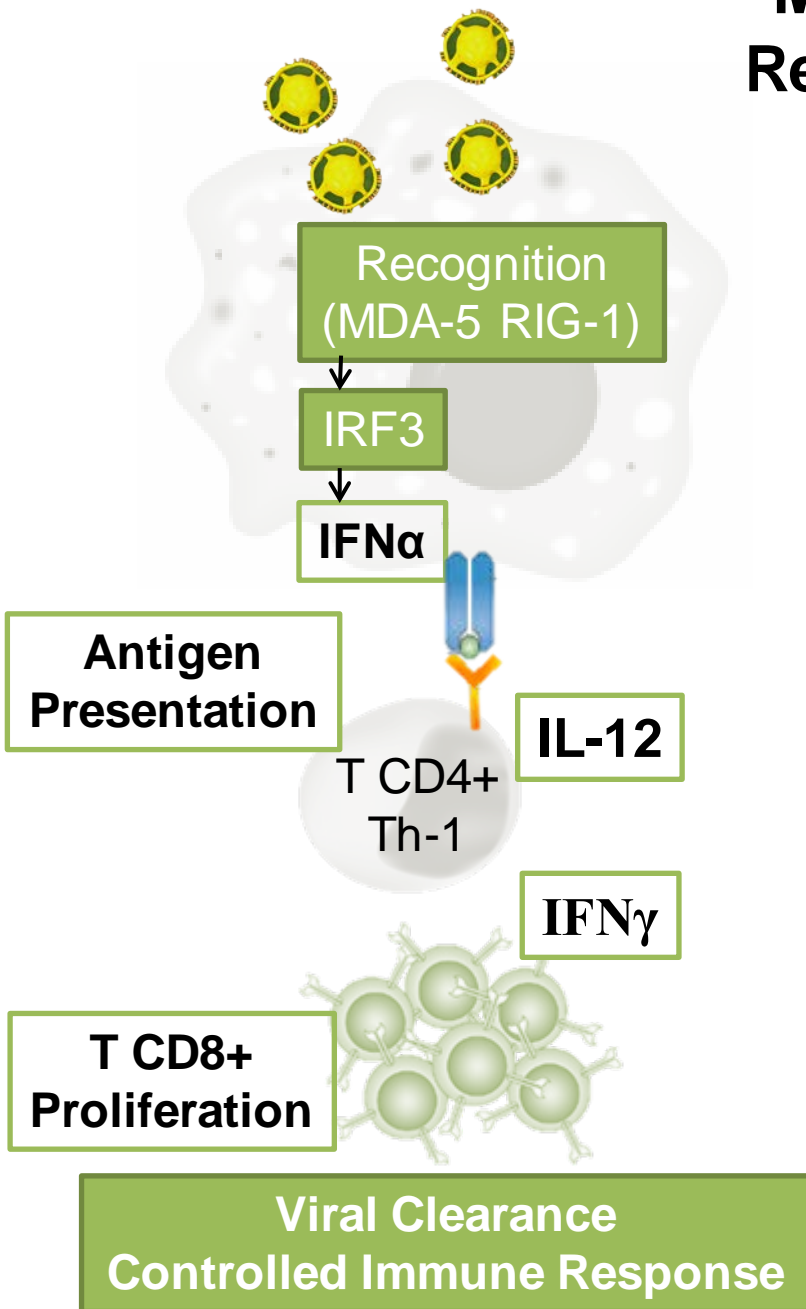 Recognition
(MDA-5 RIG-1)
IRF3
IFNα
Antigen
Presentation
IL-12
T CD4+
Th-1
IFNγ
T CD8+
Proliferation
Viral Clearance
Controlled Immune Response